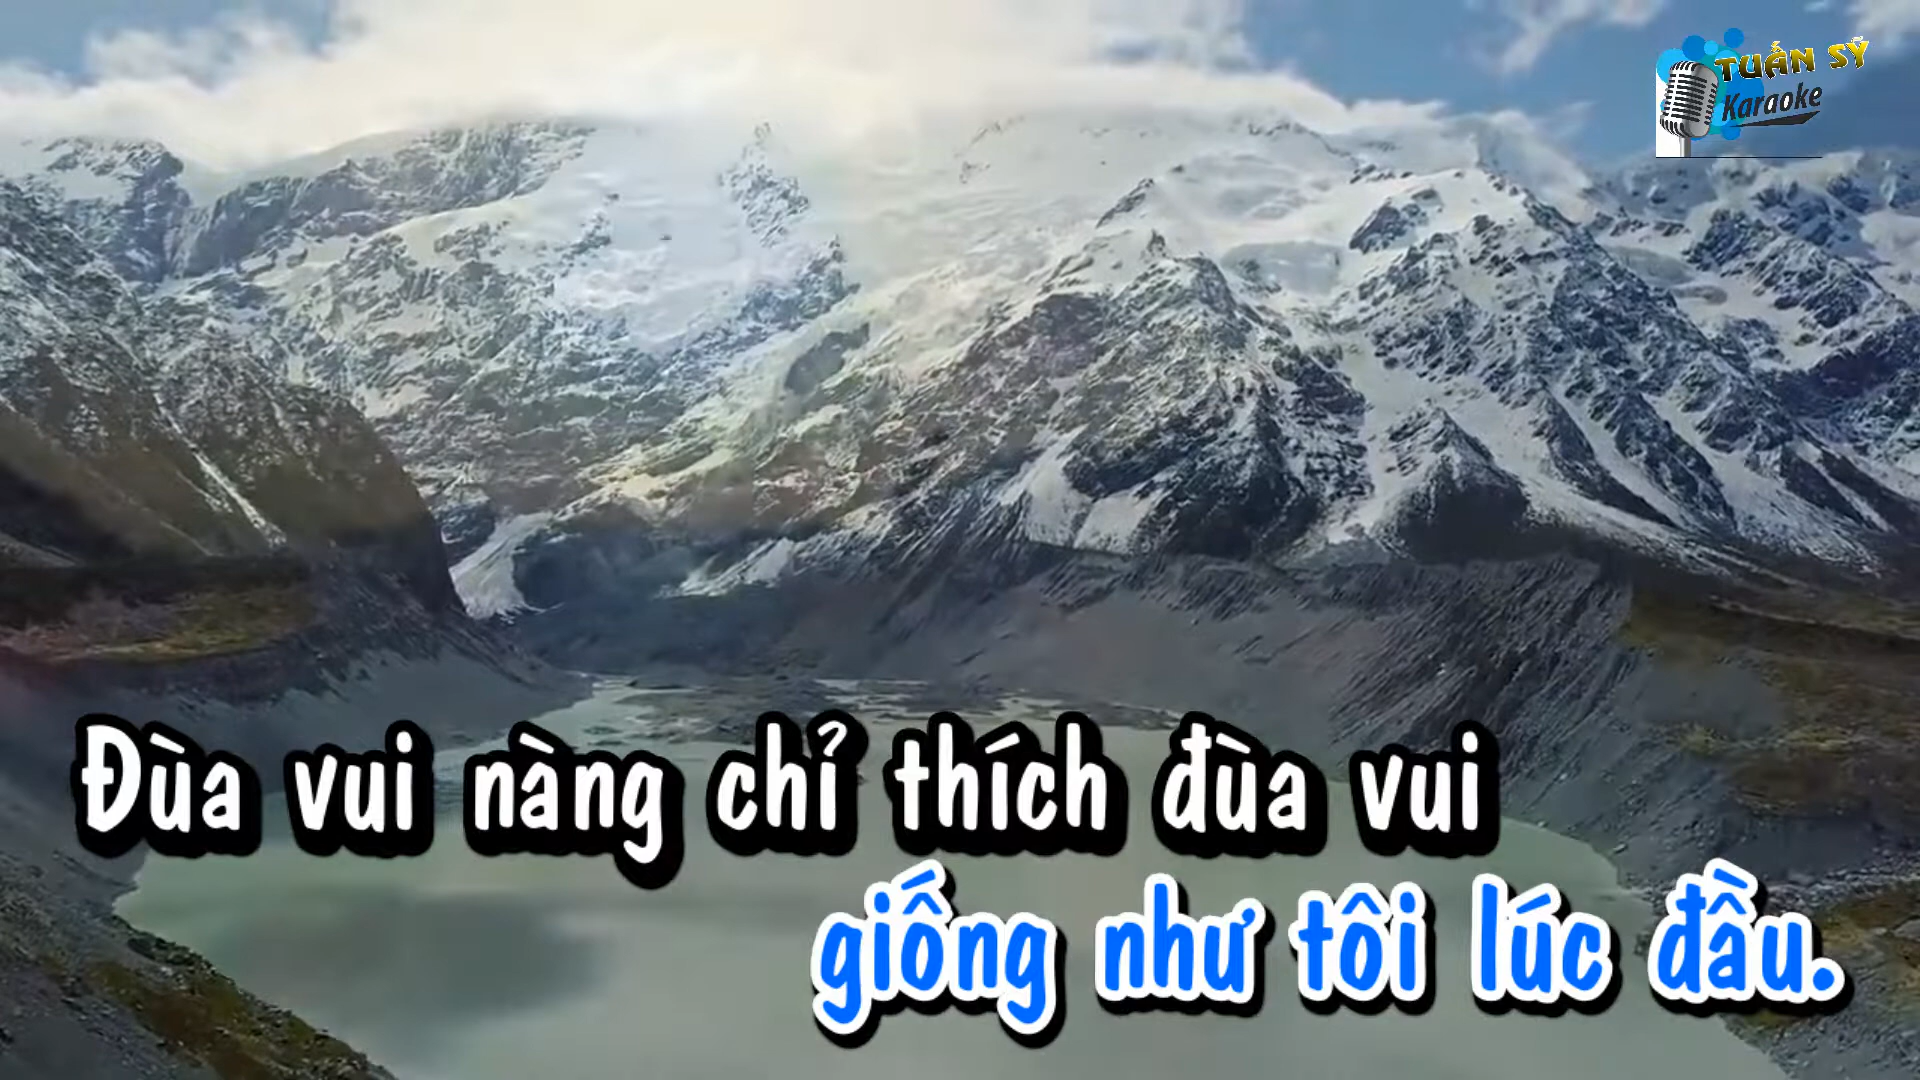 TUẤN SỸ
Karaoke
Đùa vui nàng chỉ thích đùa vui
giống như tôi lúc đầu.